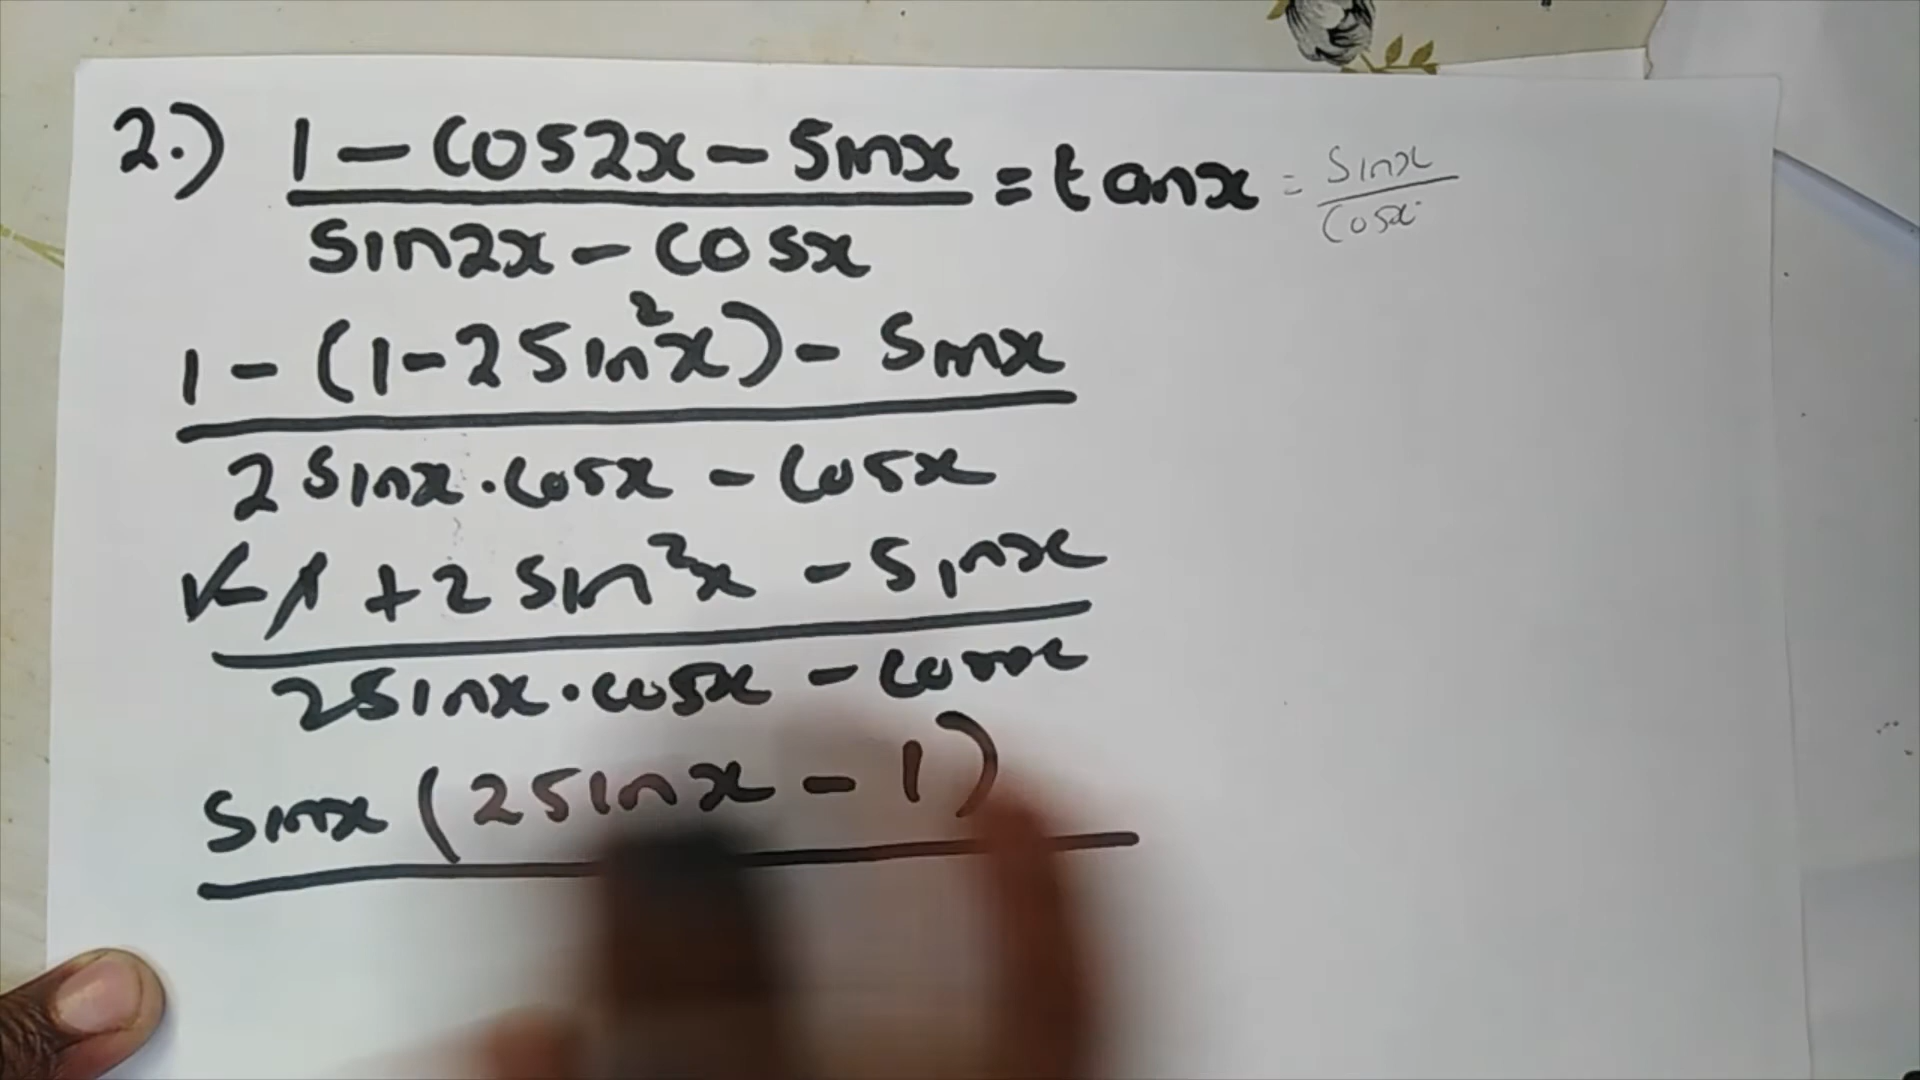 2.) 1 - cos2x - sinx = tanx = sinx
sin2x - cosx cosx
1 - (1 - 2sin²x) - sinx
2sinx.cosx - cosx
1 - 1 + 2sin²x - sinx
2sinx.cosx - cosx
sinx (2sinx - 1)